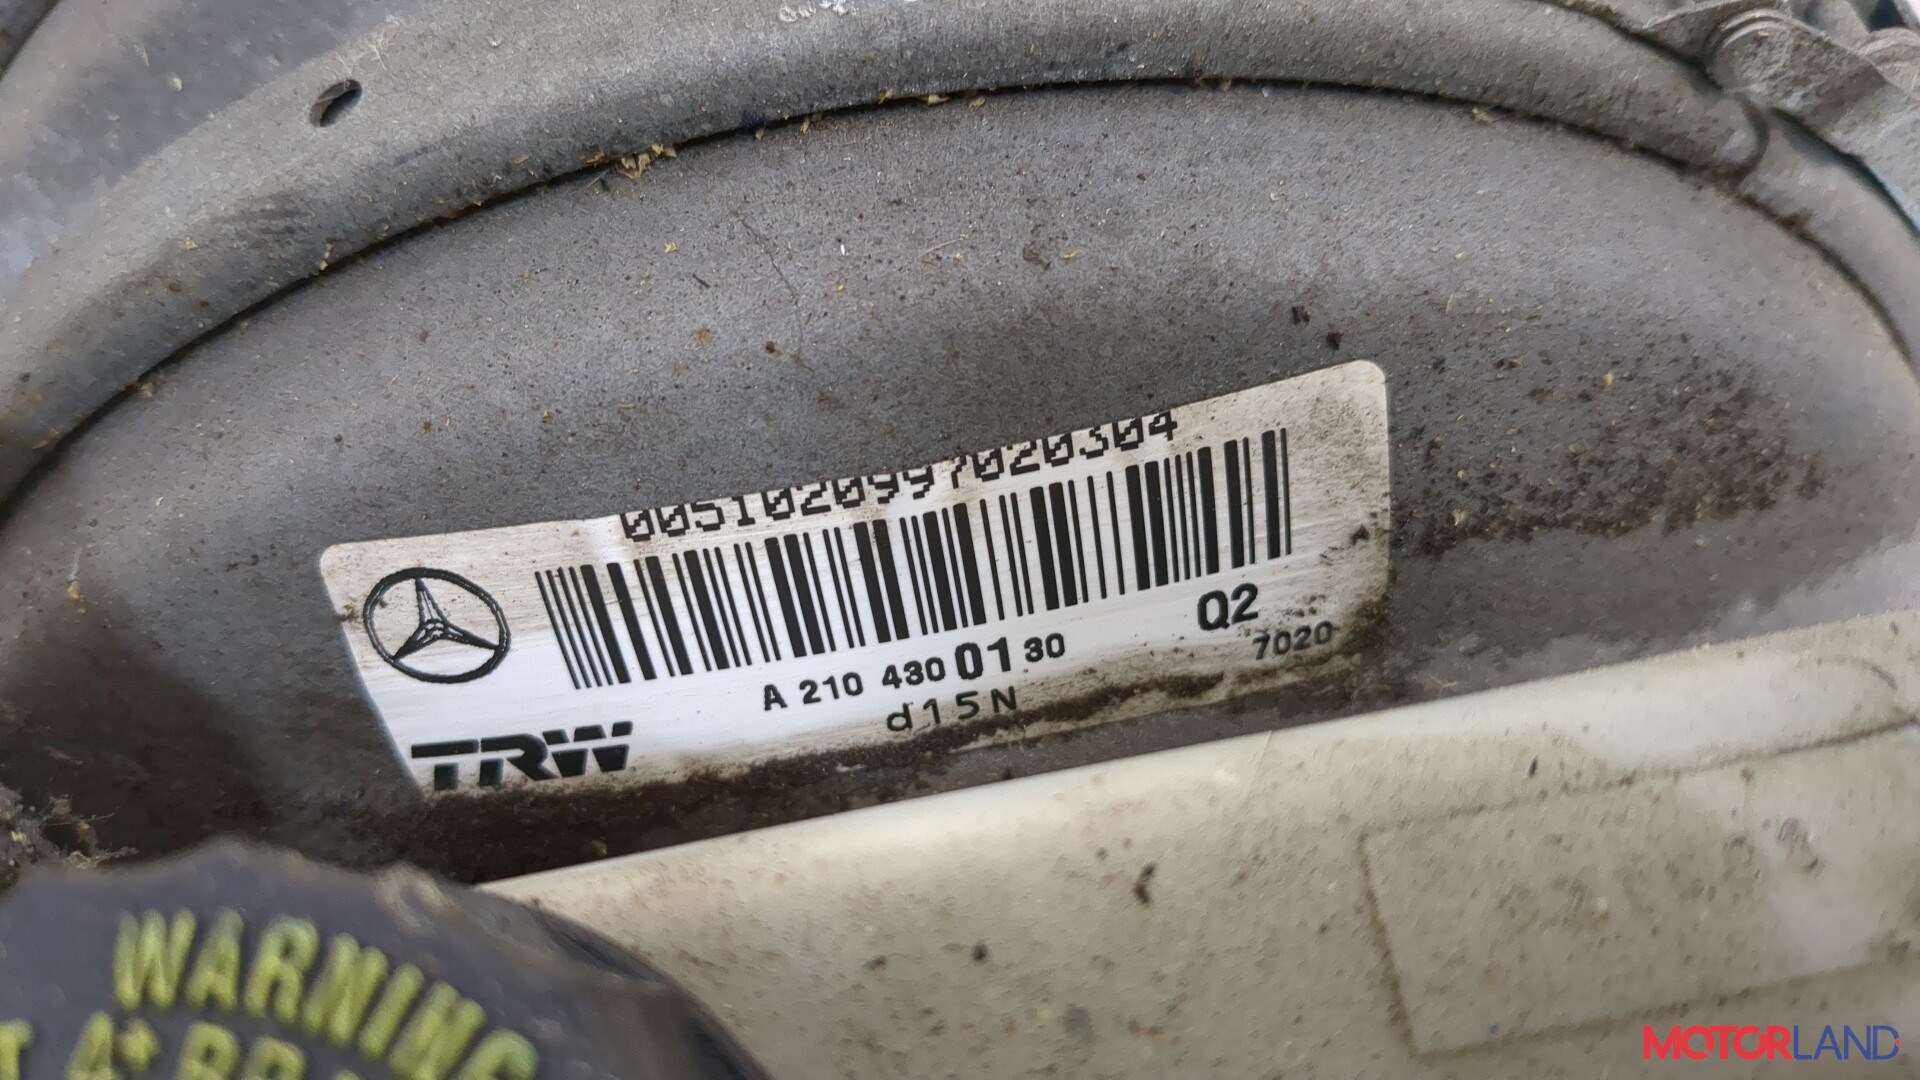 0051020997020304
Q2
A 210 430 01 30
7020
d15N
TRW
WARNING
MOTORLAND